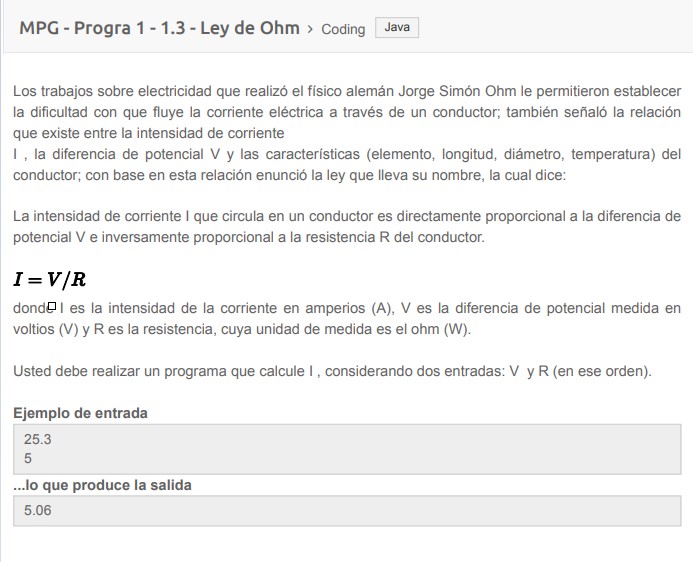 MPG - Progra 1 - 1.3 - Ley de Ohm › Coding Java
Los trabajos sobre electricidad que realizó el físico alemán Jorge Simón Ohm le permitieron establecer
la dificultad con que fluye la corriente eléctrica a través de un conductor; también señaló la relación
que existe entre la intensidad de corriente
I , la diferencia de potencial V y las características (elemento, longitud, diámetro, temperatura) del
conductor; con base en esta relación enunció la ley que lleva su nombre, la cual dice:
La intensidad de corriente I que circula en un conductor es directamente proporcional a la diferencia de
potencial V e inversamente proporcional a la resistencia R del conductor.
I = V/R
donde I es la intensidad de la corriente en amperios (A), V es la diferencia de potencial medida en
voltios (V) y R es la resistencia, cuya unidad de medida es el ohm (W).
Usted debe realizar un programa que calcule I , considerando dos entradas: V y R (en ese orden).
Ejemplo de entrada
25.3
5
...lo que produce la salida
5.06